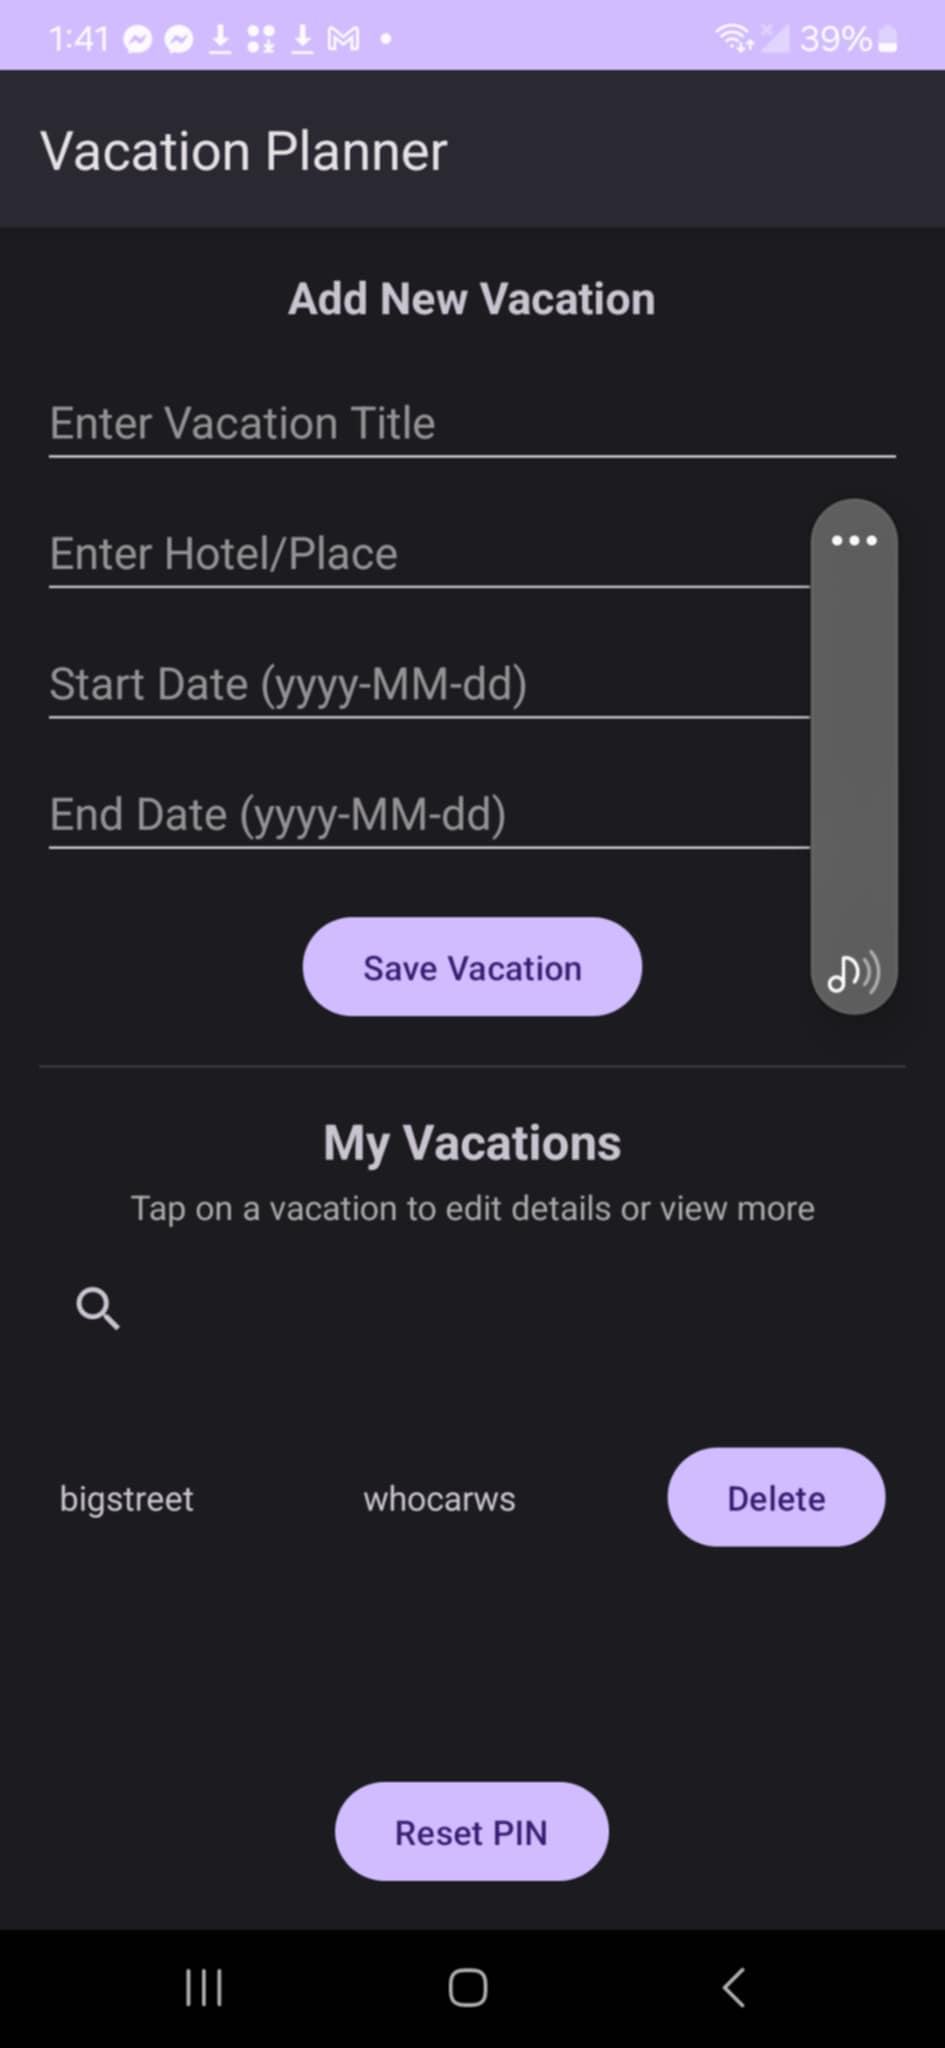 1:41 39%
Vacation Planner
Add New Vacation
Enter Vacation Title
Enter Hotel/Place
Start Date (yyyy-MM-dd)
End Date (yyyy-MM-dd)
Save Vacation
My Vacations
Tap on a vacation to edit details or view more
bigstreet whocarws Delete
Reset PIN